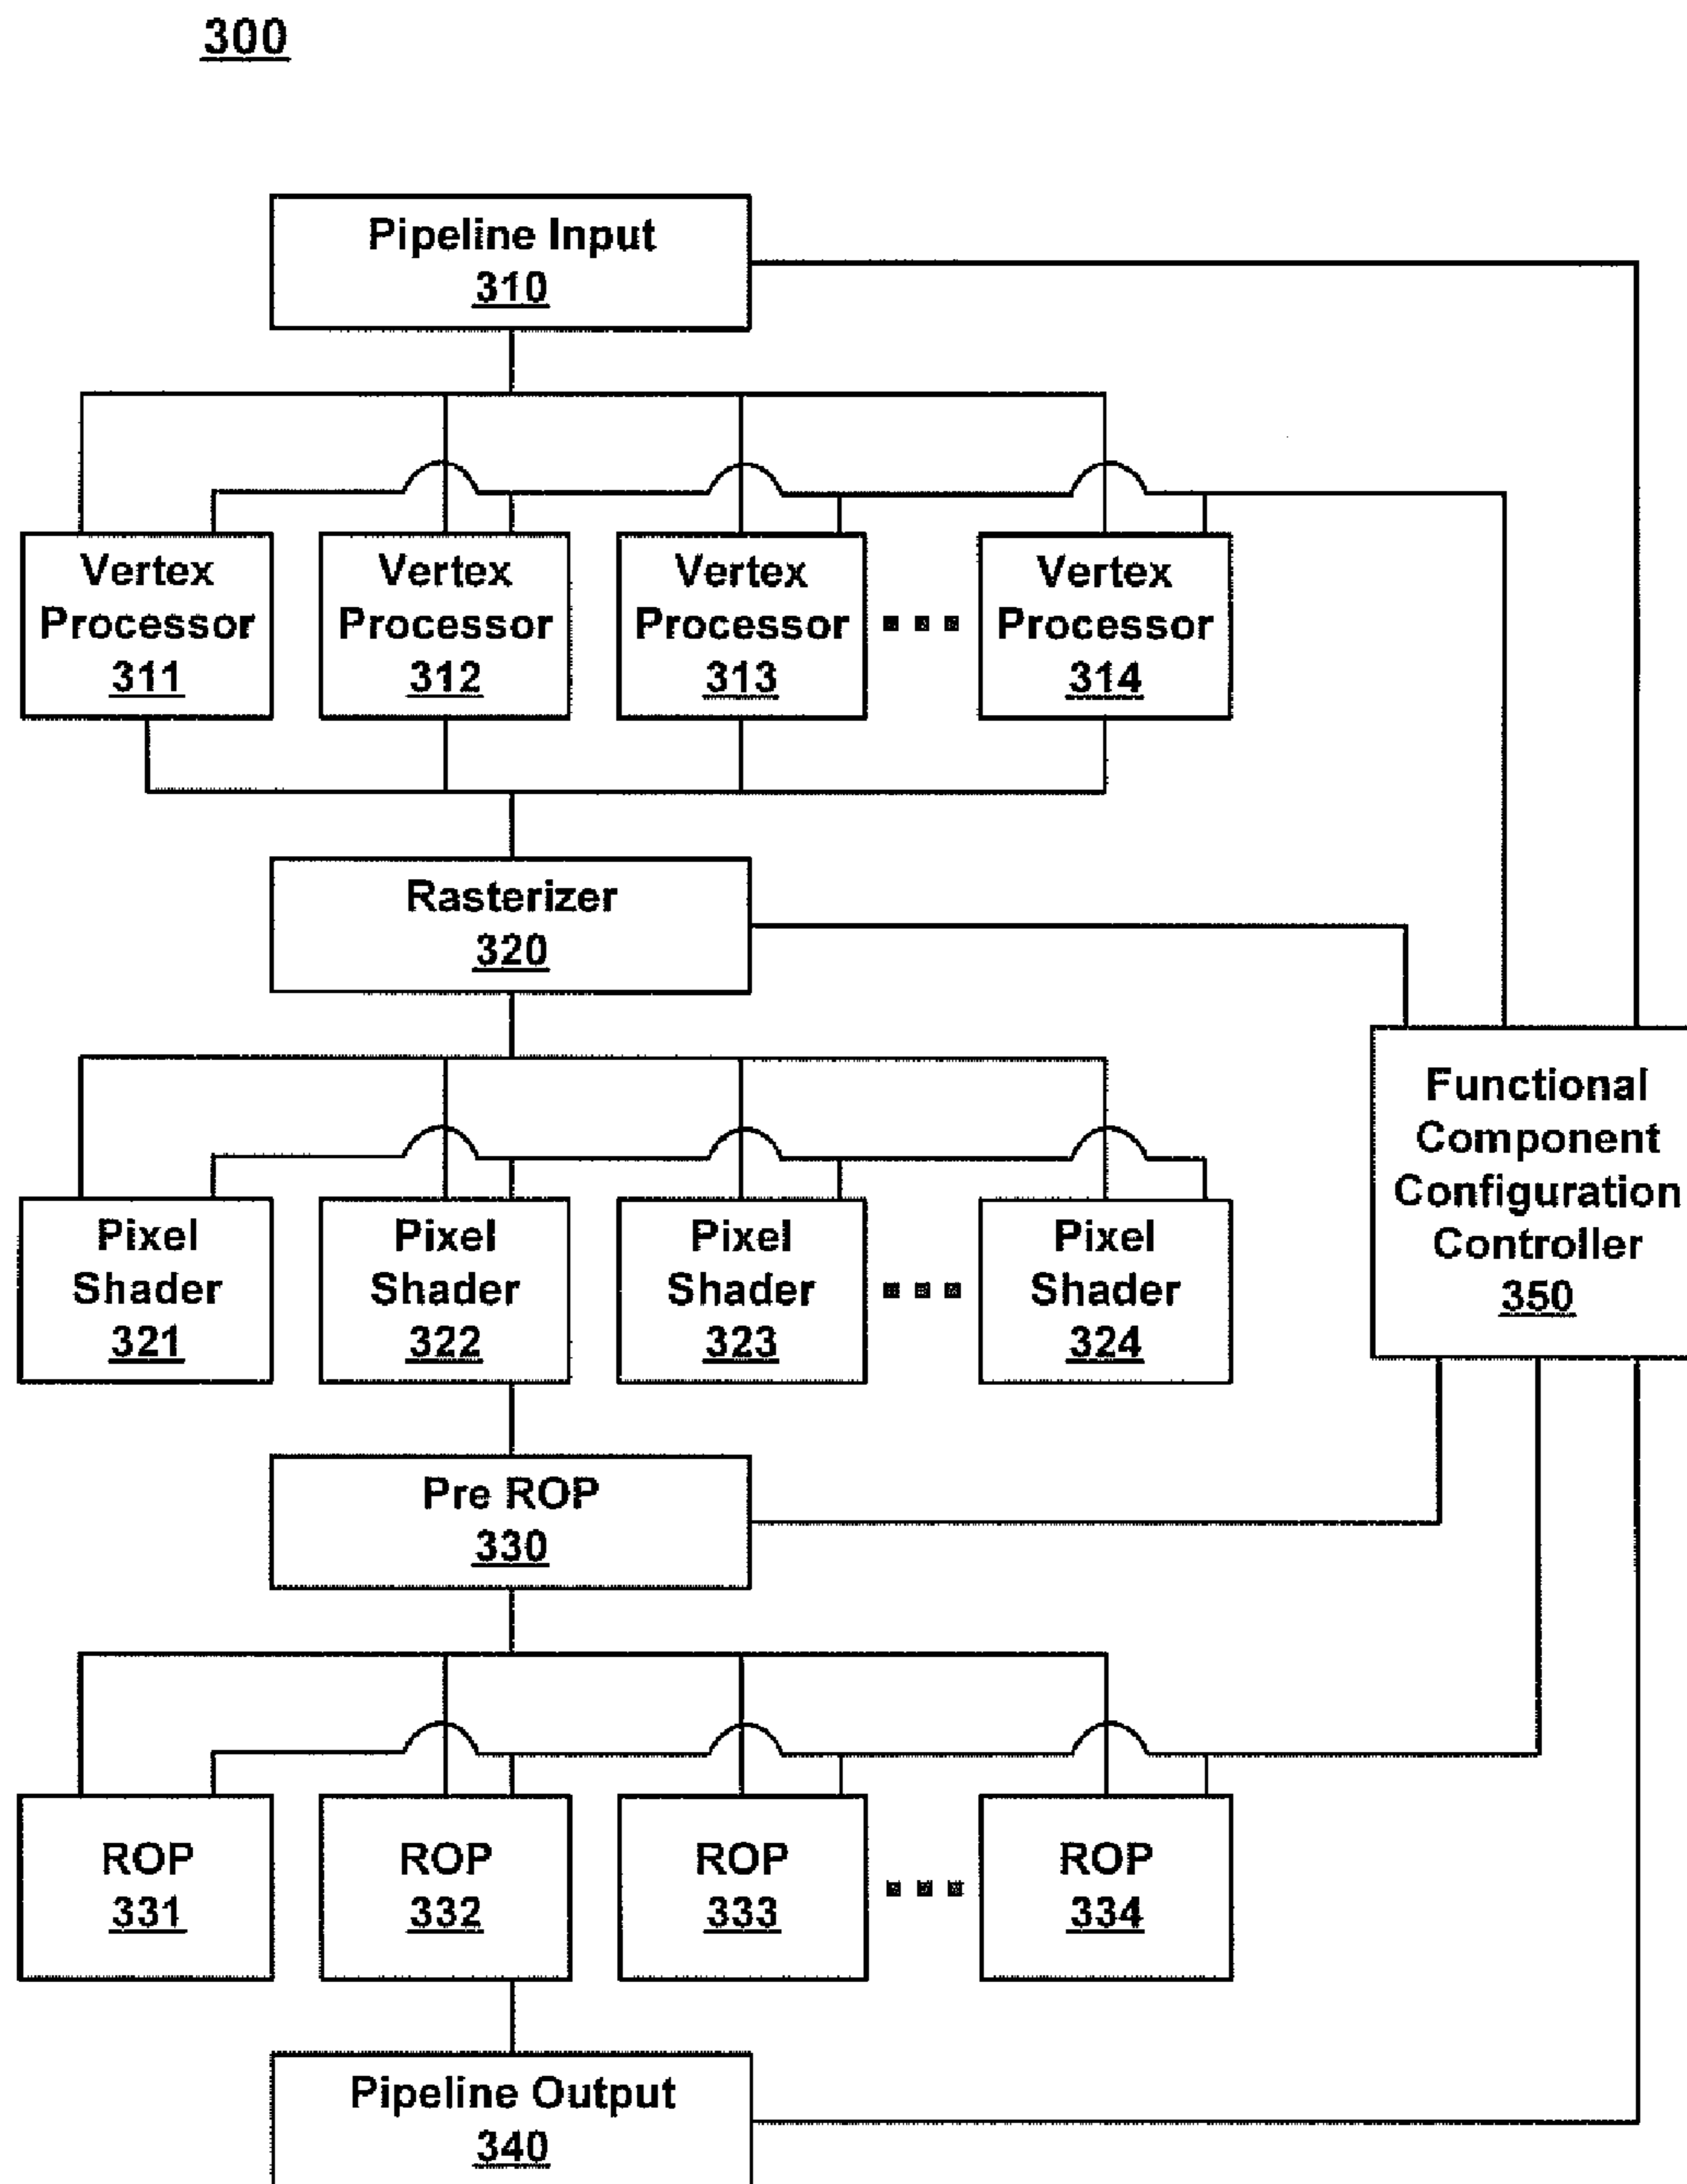 300
Pipeline Input
310
Vertex
Processor
311
Vertex
Processor
312
Vertex
Processor
313
Vertex
Processor
314
Rasterizer
320
Functional
Component
Configuration
Controller
350
Pixel
Shader
321
Pixel
Shader
322
Pixel
Shader
323
Pixel
Shader
324
Pre ROP
330
ROP
331
ROP
332
ROP
333
ROP
334
Pipeline Output
340